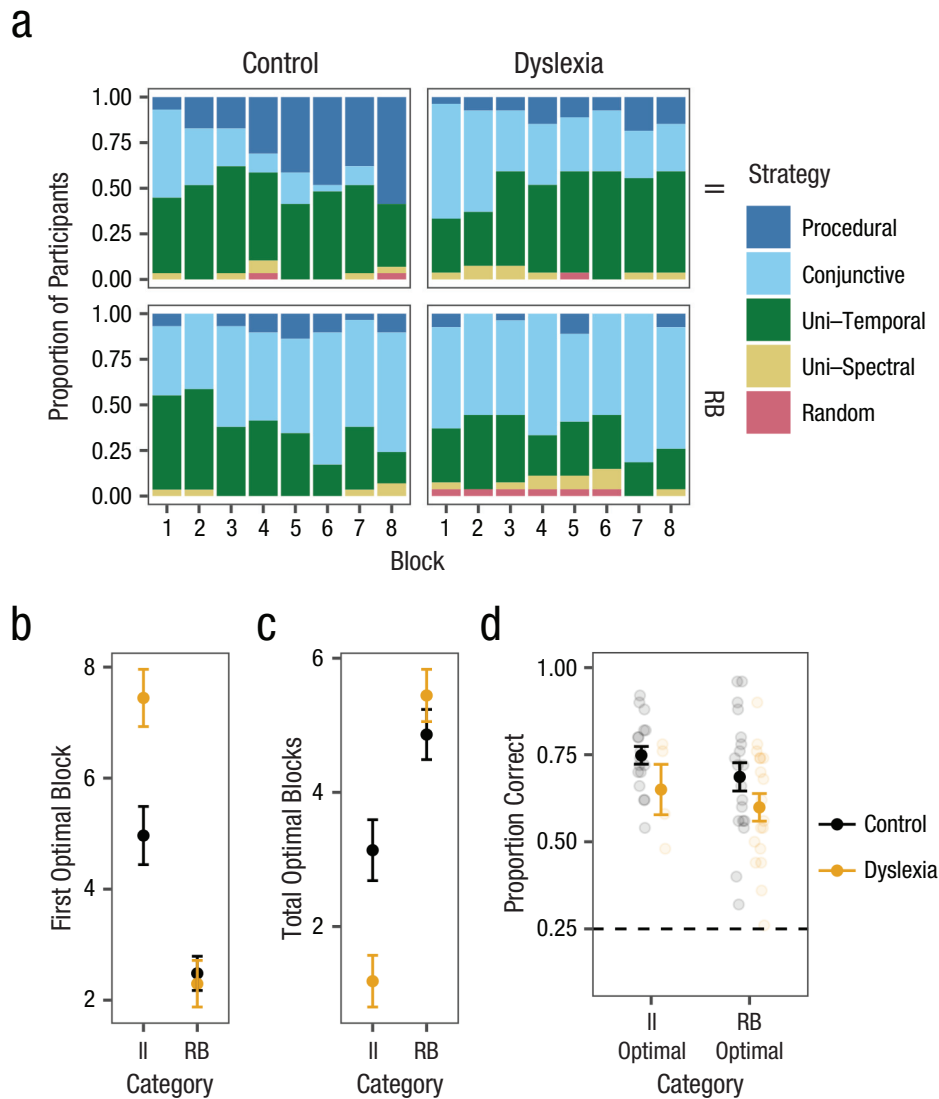 a
Control Dyslexia
1.00
0.75
0.50
0.25
0.00
II
1.00
0.75
0.50
0.25
0.00
RB
Proportion of Participants
1 2 3 4 5 6 7 8 1 2 3 4 5 6 7 8
Block
Strategy
Procedural
Conjunctive
Uni–Temporal
Uni–Spectral
Random
b
First Optimal Block
8
6
4
2
II RB
Category
c
Total Optimal Blocks
6
4
2
II RB
Category
d
Proportion Correct
1.00
0.75
0.50
0.25
II RB
Optimal Optimal
Category
Control
Dyslexia